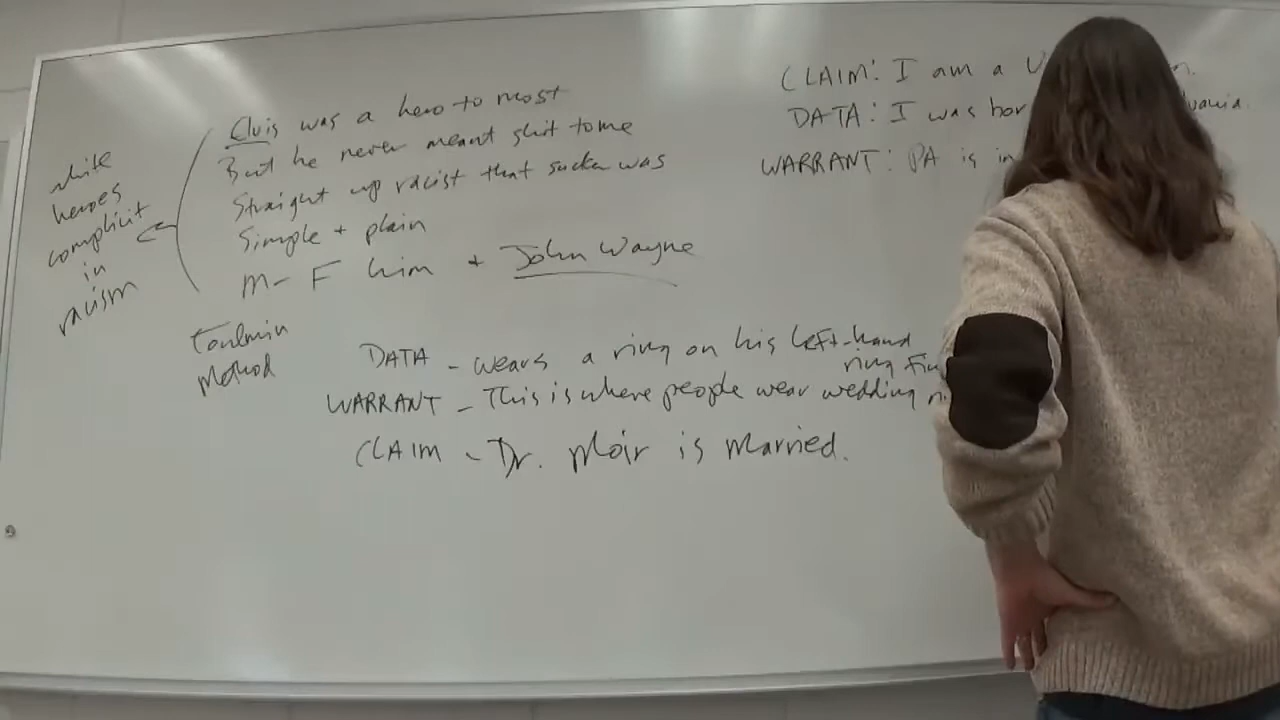 white
heroes
complicit
in
racism
Elvis was a hero to most
But he never meant shit to me
Straight up racist that sucka was
Simple + plain
M-F him + John Wayne
Toulmin
Method
DATA - wears a ring on his left-hand
ring
WARRANT - This is where people wear wedding
CLAIM - Dr. Moir is married.
CLAIM: I am a
DATA: I was
WARRANT: PA is in